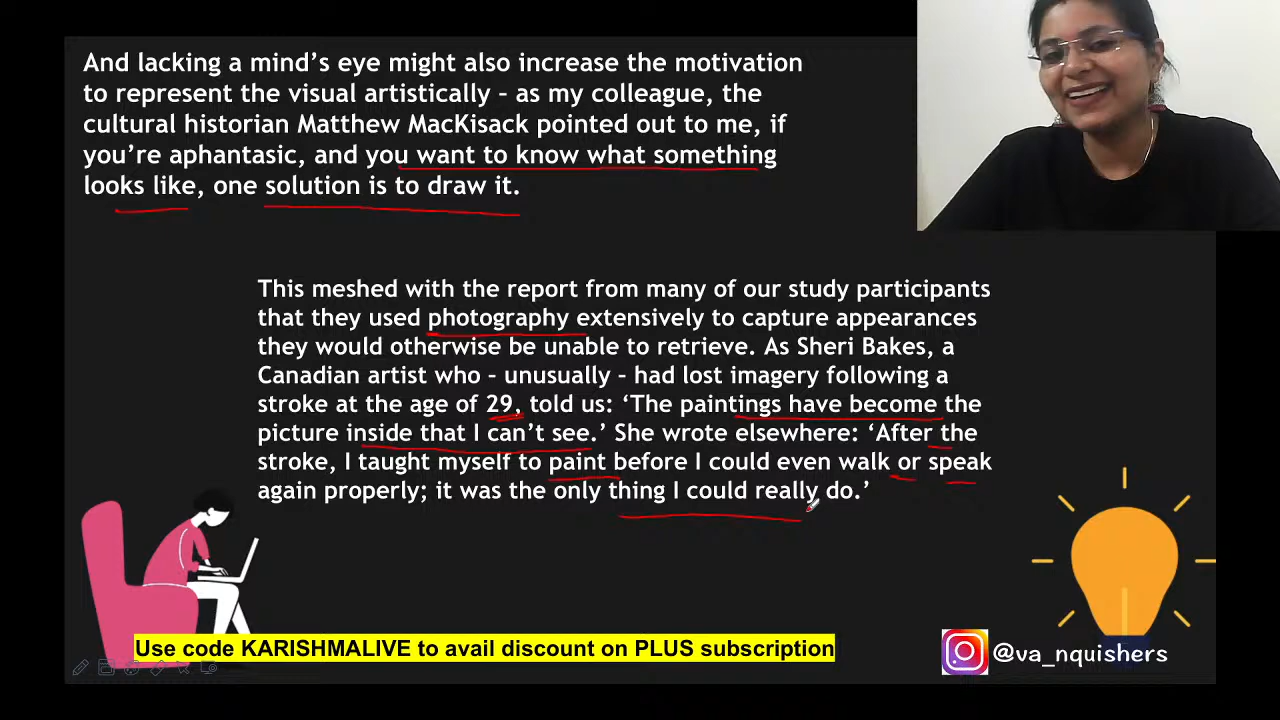 And lacking a mind’s eye might also increase the motivation
to represent the visual artistically – as my colleague, the
cultural historian Matthew MacKisack pointed out to me, if
you’re aphantasic, and you want to know what something
looks like, one solution is to draw it.
This meshed with the report from many of our study participants
that they used photography extensively to capture appearances
they would otherwise be unable to retrieve. As Sheri Bakes, a
Canadian artist who – unusually – had lost imagery following a
stroke at the age of 29, told us: ‘The paintings have become the
picture inside that I can’t see.’ She wrote elsewhere: ‘After the
stroke, I taught myself to paint before I could even walk or speak
again properly; it was the only thing I could really do.’
Use code KARISHMALIVE to avail discount on PLUS subscription
@va_nquishers